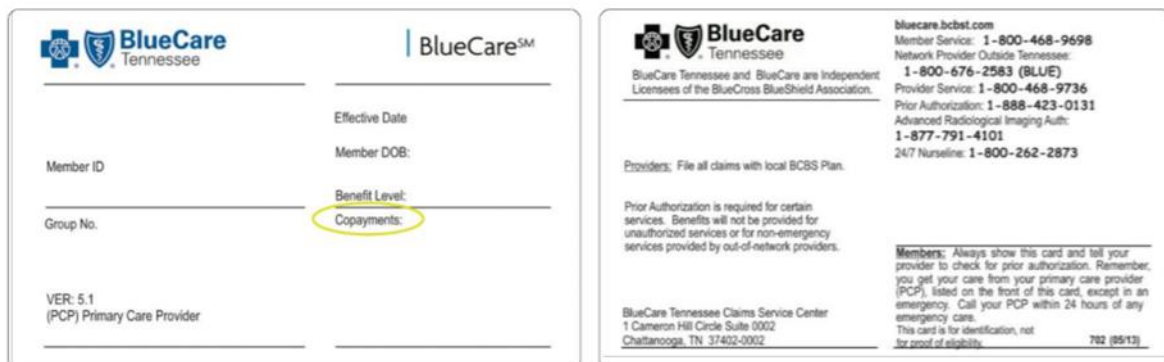 BlueCare
Tennessee
BlueCare℠
Effective Date
Member DOB:
Member ID
Benefit Level:
Group No.
Copayments:
VER: 5.1
(PCP) Primary Care Provider
BlueCare
Tennessee
BlueCare Tennessee and BlueCare are Independent
Licensees of the BlueCross BlueShield Association.
bluecare.bcbst.com
Member Service: 1-800-468-9698
Network Provider Outside Tennessee:
1-800-676-2583 (BLUE)
Provider Service: 1-800-468-9736
Prior Authorization: 1-888-423-0131
Advanced Radiological Imaging Auth:
1-877-791-4101
24/7 Nurseline: 1-800-262-2873
Providers: File all claims with local BCBS Plan.
Prior Authorization is required for certain
services. Benefits will not be provided for
unauthorized services or for non-emergency
services provided by out-of-network providers.
Members: Always show this card and tell your
provider to check for prior authorization. Remember,
you get your care from your primary care provider
(PCP), listed on the front of this card, except in an
emergency. Call your PCP within 24 hours of any
emergency care.
This card is for identification, not
for proof of eligibility.
702 (05/13)
BlueCare Tennessee Claims Service Center
1 Cameron Hill Circle Suite 0002
Chattanooga, TN 37402-0002